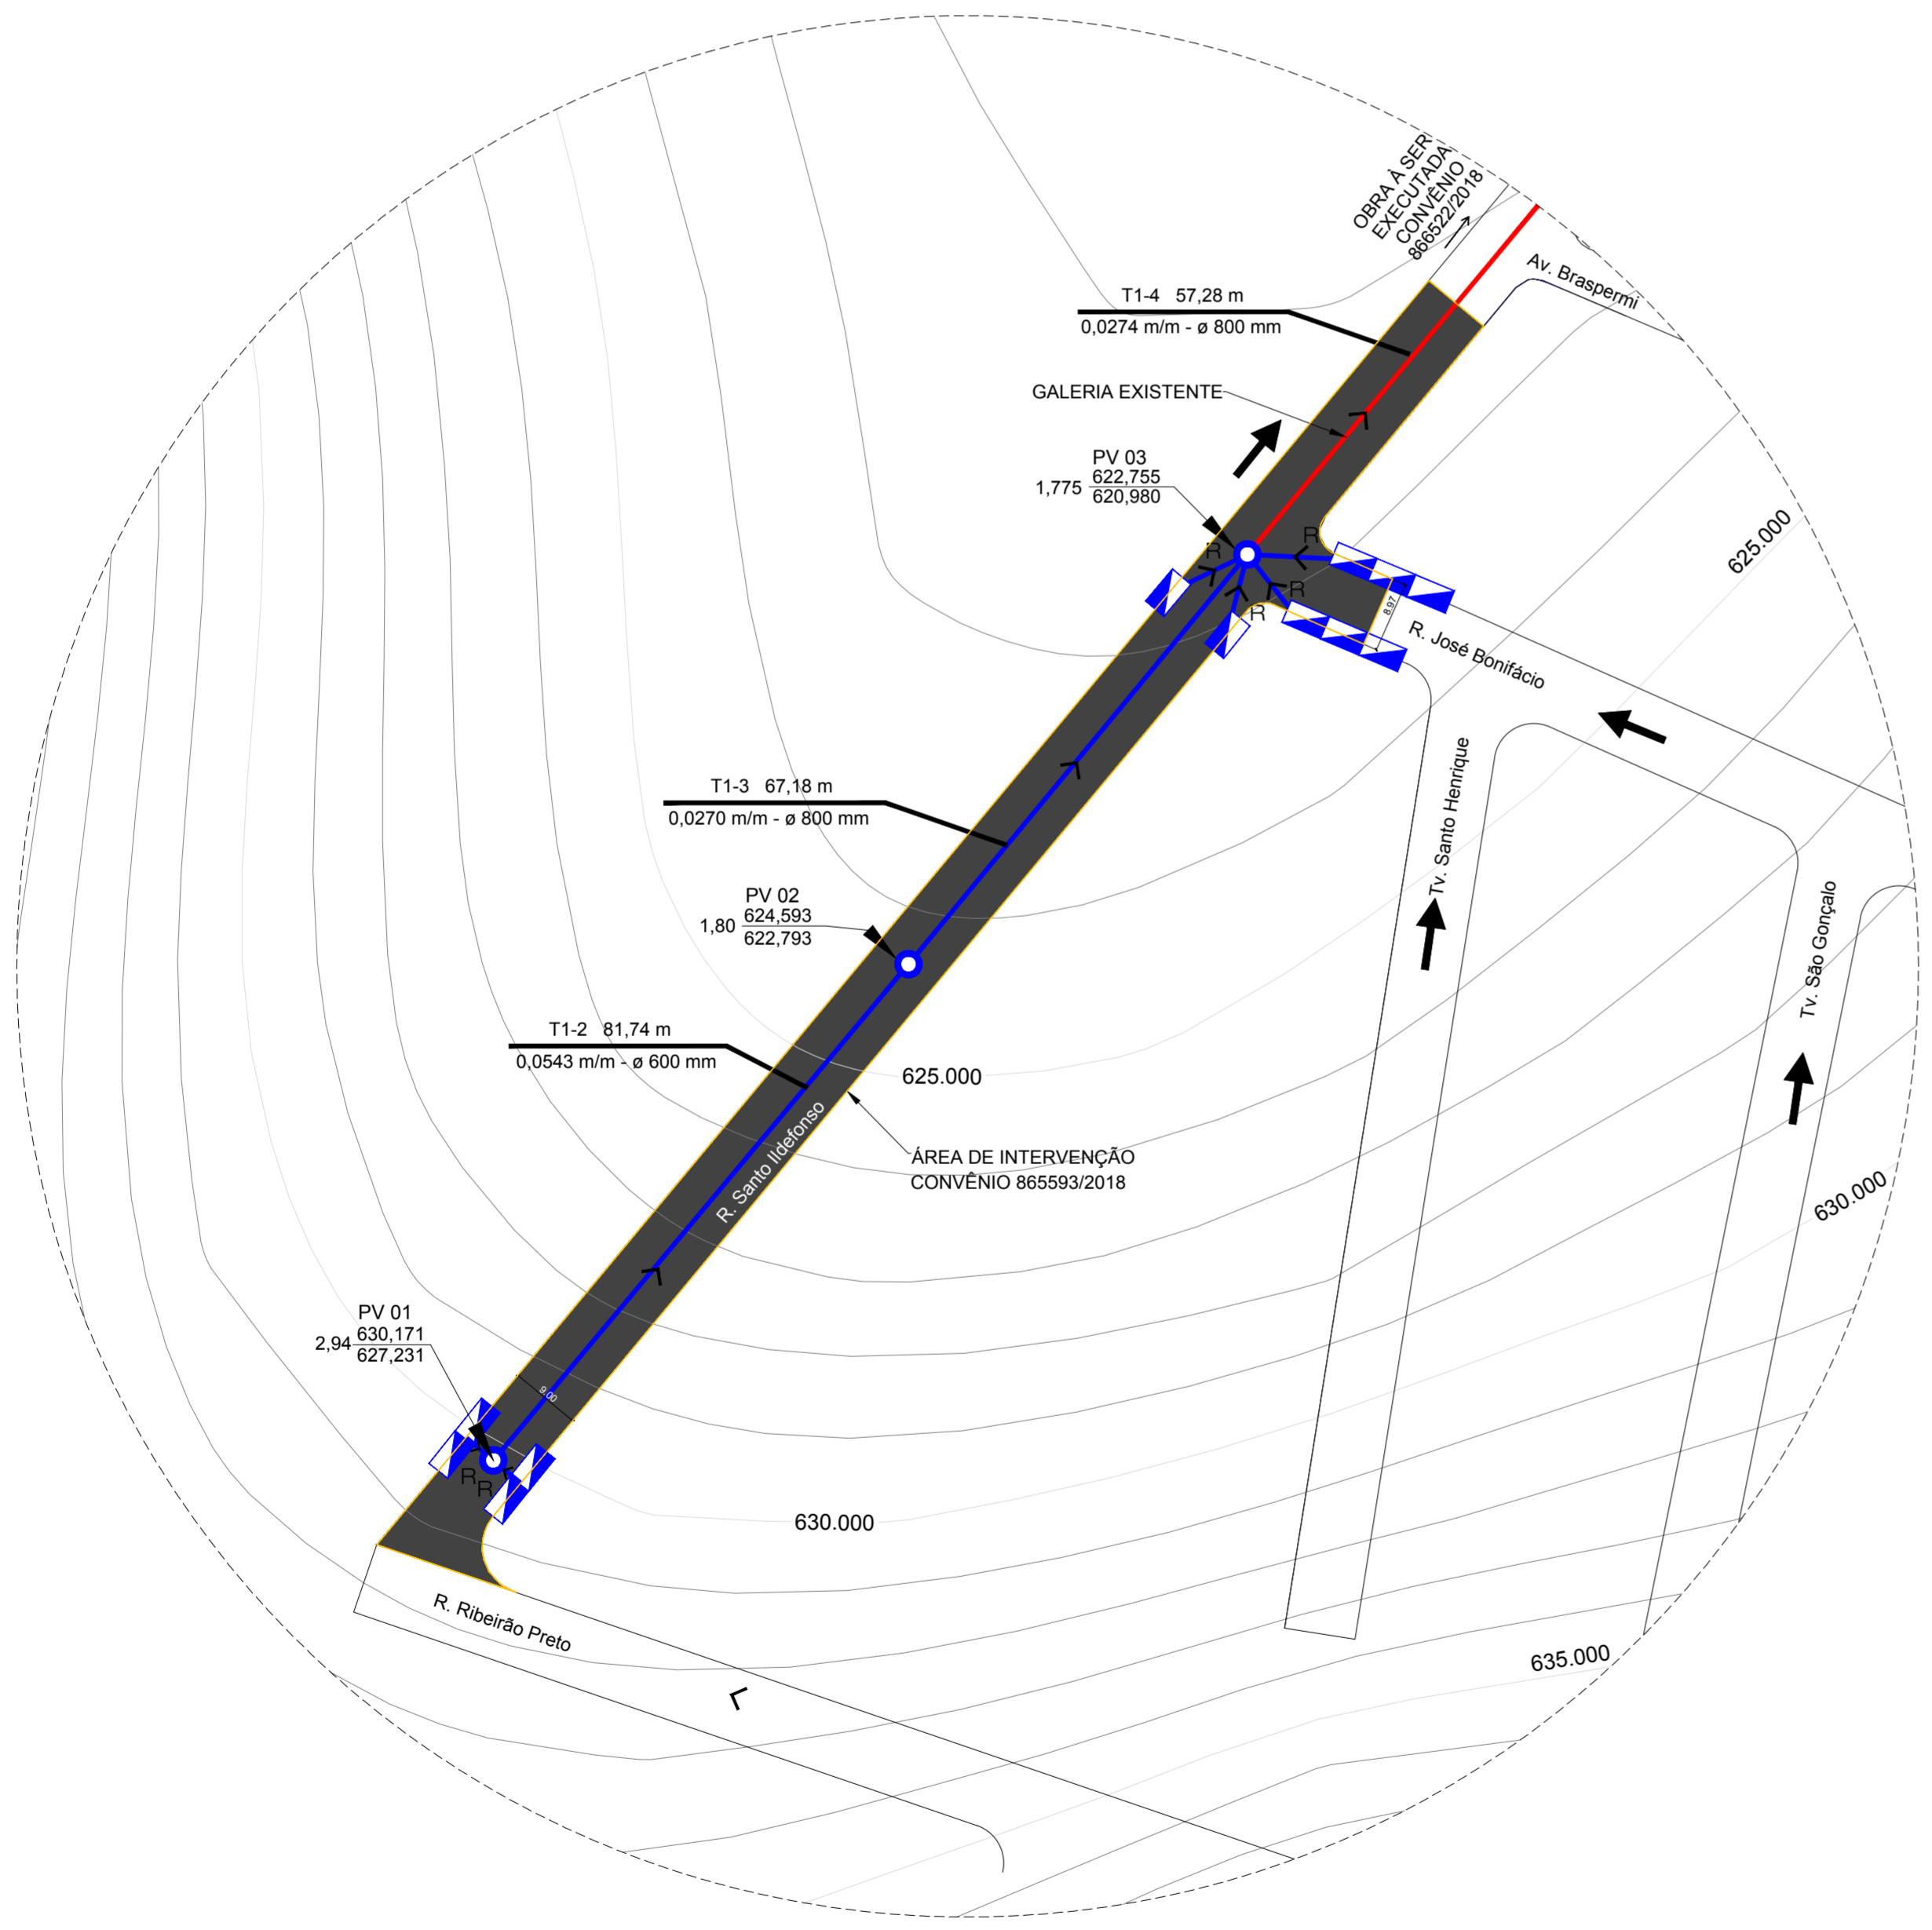 OBRA À SER
EXECUTADA
CONVÊNIO
866522/2018
Av. Braspermi
T1-4 57,28 m
0,0274 m/m - ø 800 mm
GALERIA EXISTENTE
PV 03
1,775
622,755
620,980
R
R
R
R
8,97
625.000
R. José Bonifácio
Tv. Santo Henrique
Tv. São Gonçalo
T1-3 67,18 m
0,0270 m/m - ø 800 mm
PV 02
1,80
624,593
622,793
T1-2 81,74 m
0,0543 m/m - ø 600 mm
625.000
R. Santo Ildefonso
ÁREA DE INTERVENÇÃO
CONVÊNIO 865593/2018
630.000
PV 01
2,94
630,171
627,231
9,00
R
R
630.000
R. Ribeirão Preto
635.000